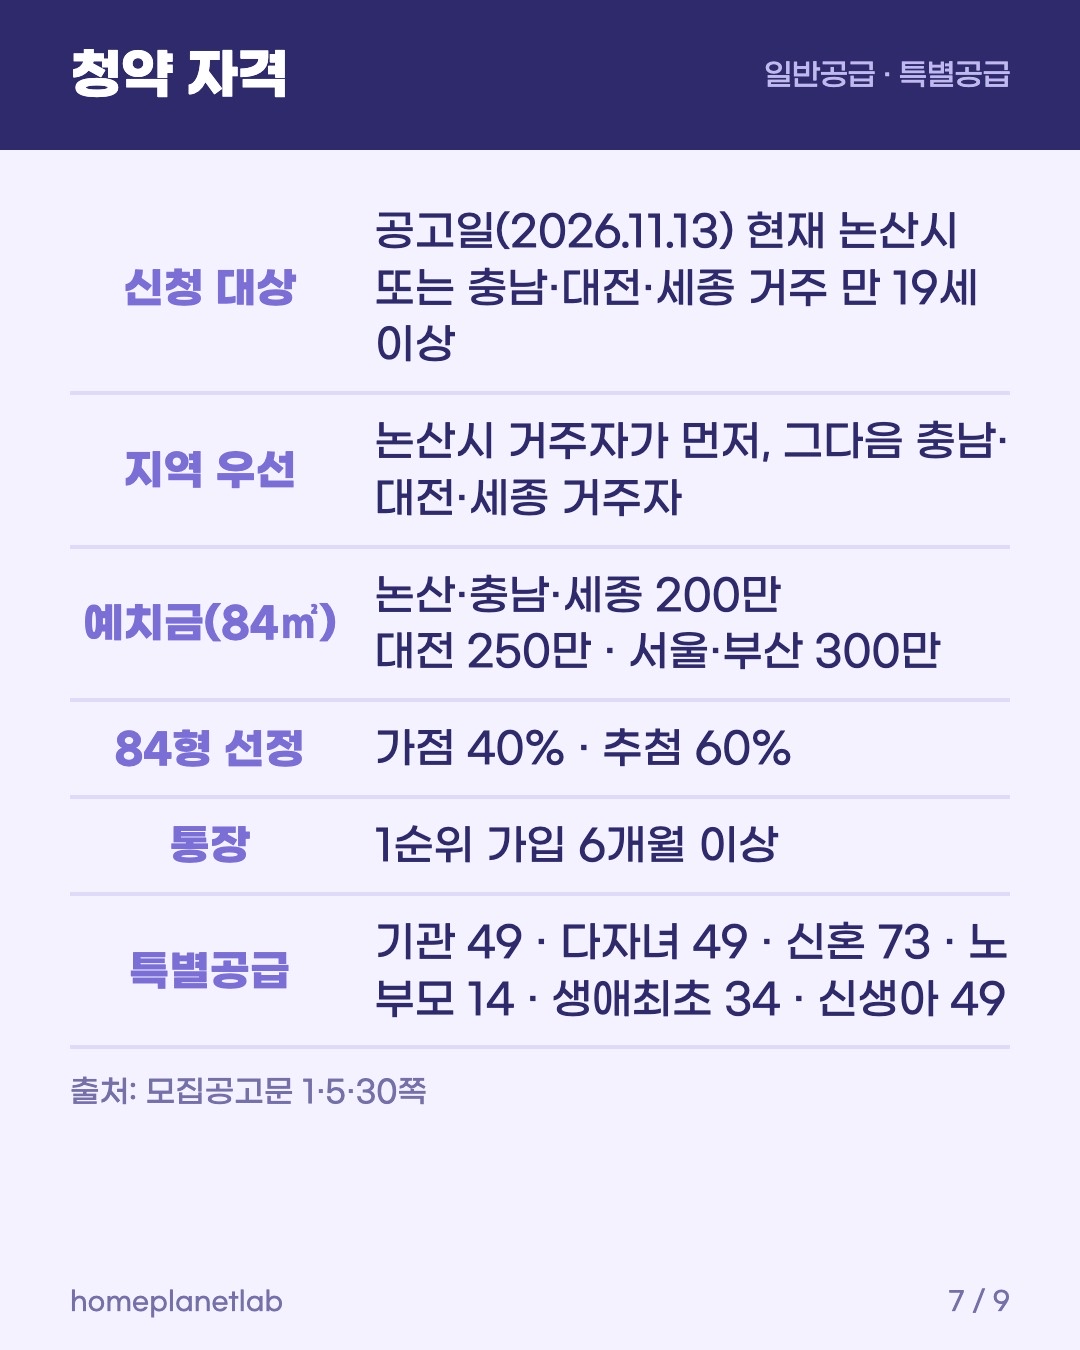 청약 자격
일반공급 · 특별공급
신청 대상
공고일(2026.11.13) 현재 논산시
또는 충남·대전·세종 거주 만 19세
이상
지역 우선
논산시 거주자가 먼저, 그다음 충남·
대전·세종 거주자
예치금(84㎡)
논산·충남·세종 200만
대전 250만 · 서울·부산 300만
84형 선정
가점 40% · 추첨 60%
통장
1순위 가입 6개월 이상
특별공급
기관 49 · 다자녀 49 · 신혼 73 · 노
부모 14 · 생애최초 34 · 신생아 49
출처: 모집공고문 1·5·30쪽
homeplanetlab
7 / 9